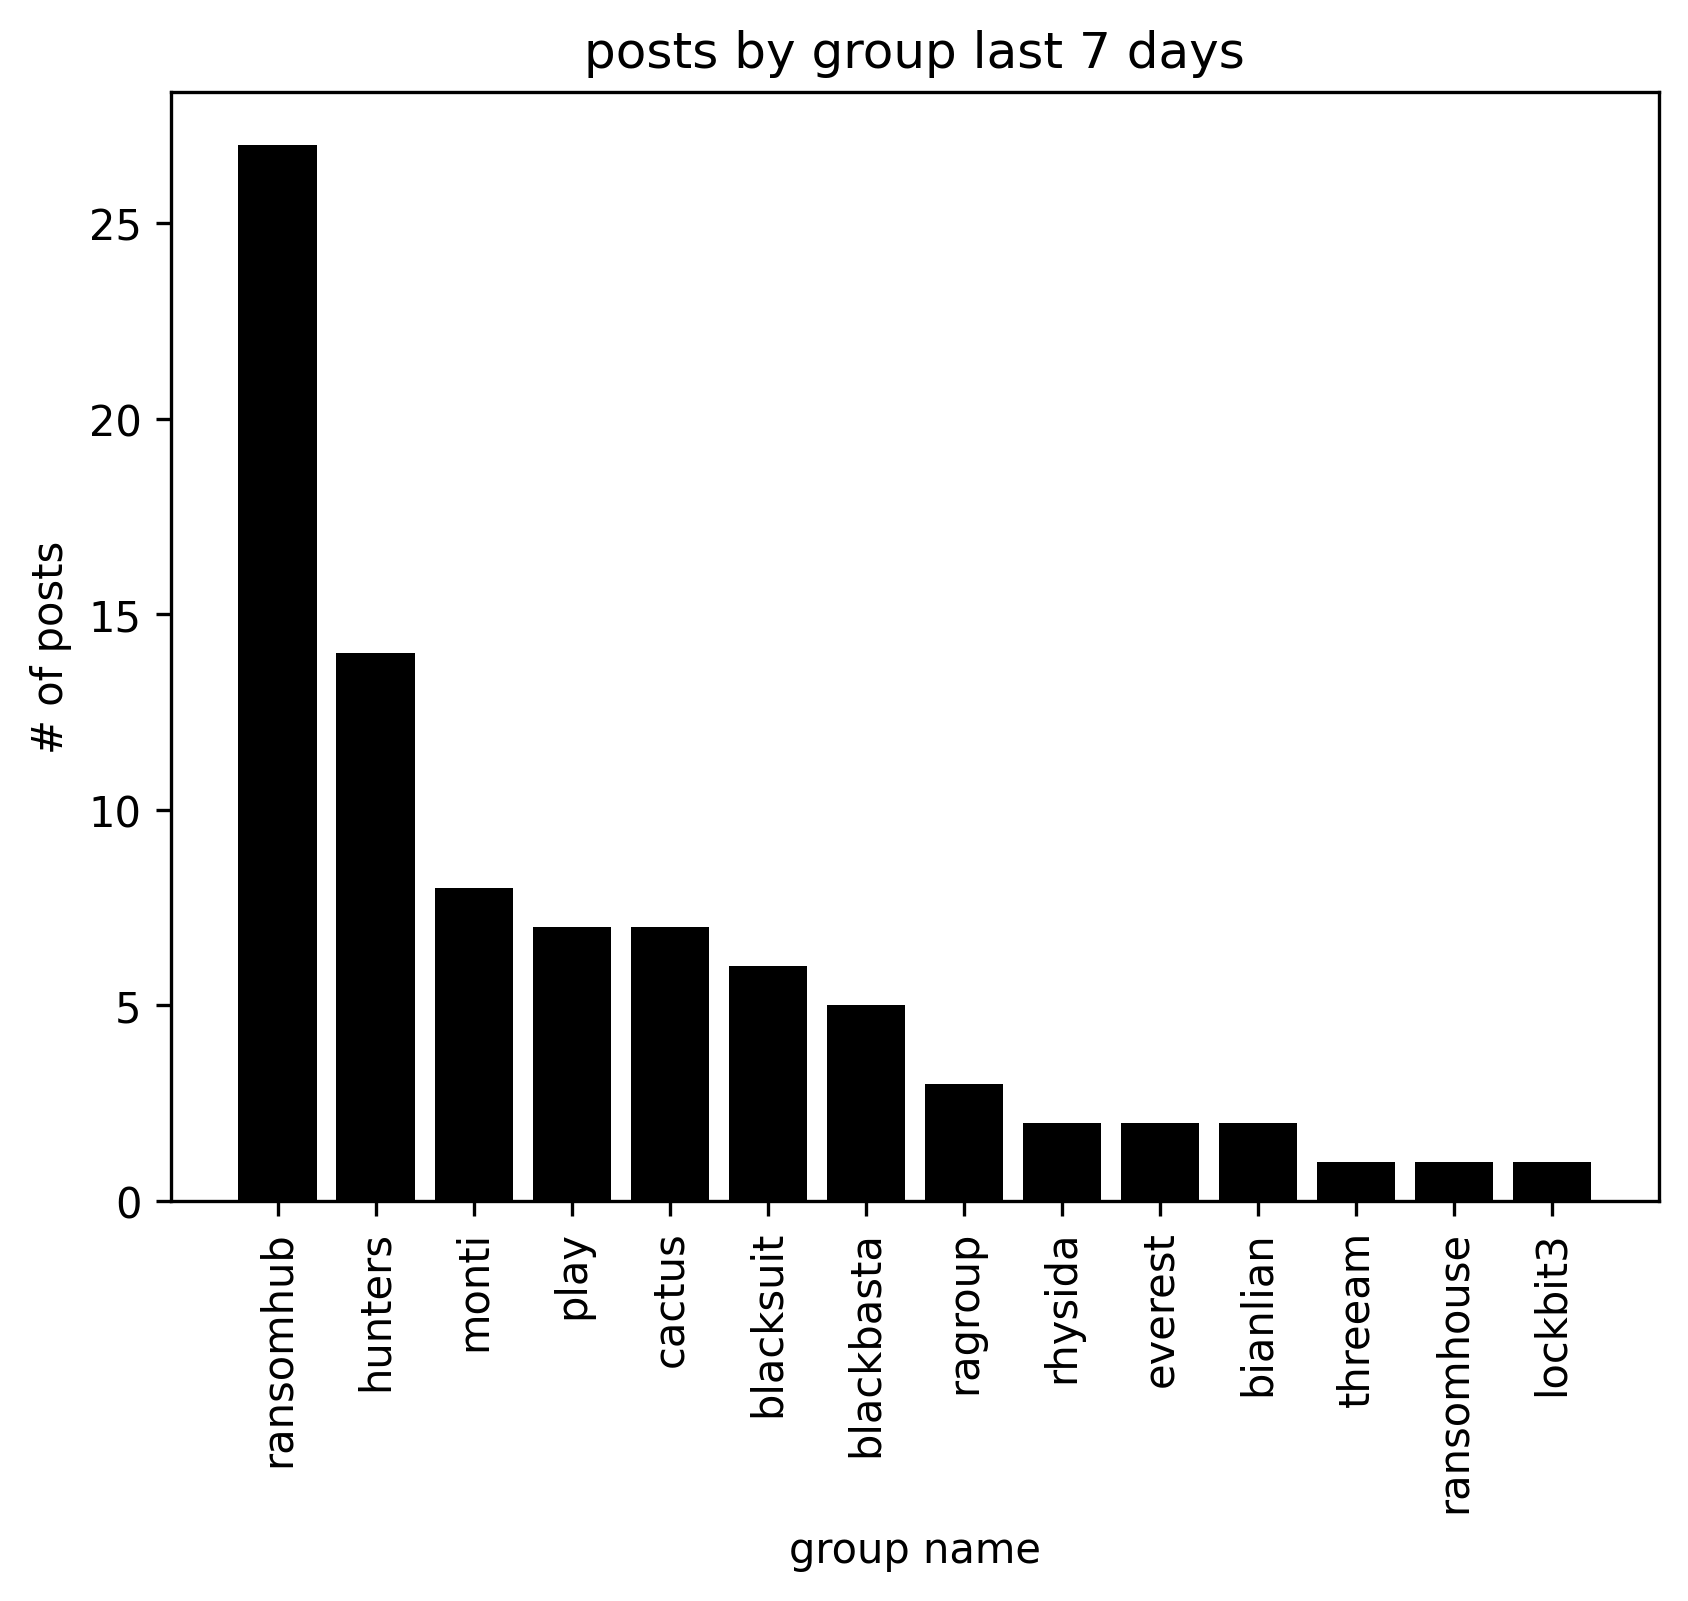 posts by group last 7 days
# of posts
25
20
15
10
5
0
ransomhub
hunters
monti
play
cactus
blacksuit
blackbasta
ragroup
rhysida
everest
bianlian
threeam
ransomhouse
lockbit3
group name